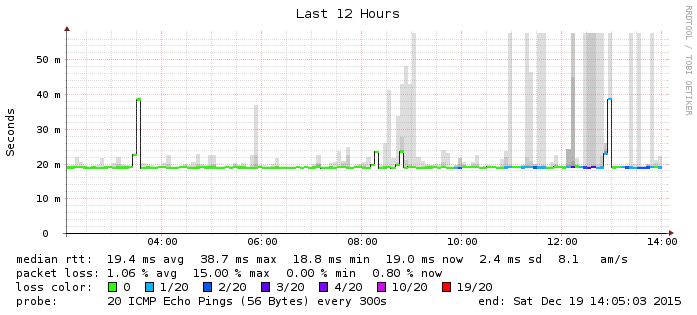 Last 12 Hours
RRDTOOL / TOBI OETIKER
Seconds
50 m
40 m
30 m
20 m
10 m
0
04:00 06:00 08:00 10:00 12:00 14:00
median rtt: 19.4 ms avg 38.7 ms max 18.8 ms min 19.0 ms now 2.4 ms sd 8.1 am/s
packet loss: 1.06 % avg 15.00 % max 0.00 % min 0.80 % now
loss color: 0 1/20 2/20 3/20 4/20 10/20 19/20
probe: 20 ICMP Echo Pings (56 Bytes) every 300s end: Sat Dec 19 14:05:03 2015